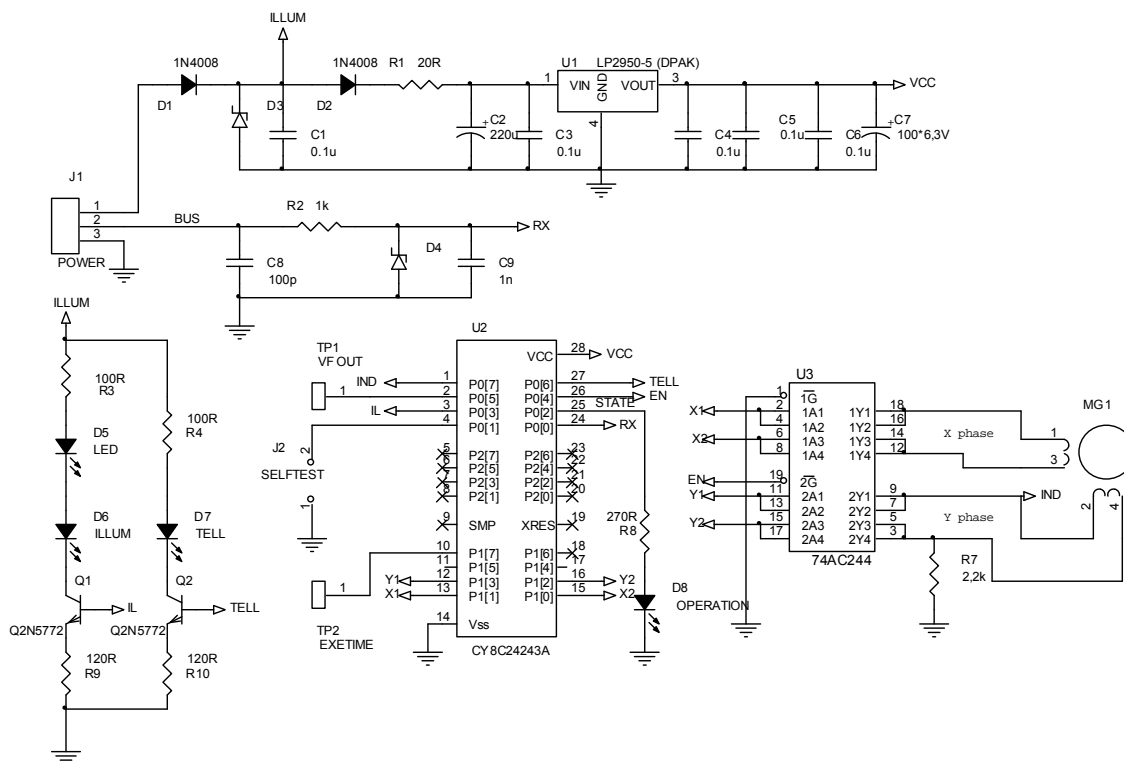 ILLUM
1N4008
1N4008
R1 20R
U1 LP2950-5 (DPAK)
1
VIN
GND
VOUT
3
VCC
D1
D3
D2
4
+
C2
220u
C1
0.1u
C3
0.1u
C4
0.1u
C5
0.1u
C6
0.1u
+
C7
100*6,3V
J1
1
2
3
POWER
BUS
R2 1k
RX
D4
C8
100p
C9
1n
ILLUM
100R
R3
100R
R4
D5
LED
D6
ILLUM
D7
TELL
Q1
Q2
IL
TELL
Q2N5772
Q2N5772
120R
R9
120R
R10
TP1
VF OUT
1
IND
IL
J2
2
SELFTEST
1
1
TP2
EXETIME
Y1
X1
U2
VCC
28
VCC
1 P0[7] P0[6] 27 TELL
2 P0[5] P0[4] 26 EN
3 P0[3] P0[2] 25 STATE
4 P0[1] P0[0] 24 RX
5 P2[7] P2[6] 23
6 P2[5] P2[4] 22
7 P2[3] P2[2] 21
8 P2[1] P2[0] 20
9 SMP XRES 19
10 P1[7] P1[6] 18
11 P1[5] P1[4] 17
12 P1[3] P1[2] 16 Y2
13 P1[1] P1[0] 15 X2
14 Vss
CY8C24243A
270R
R8
D8
OPERATION
U3
1 1G
X1 2 1A1 1Y1 18
4 1A2 1Y2 16
X2 6 1A3 1Y3 14
8 1A4 1Y4 12
EN 19 2G
Y1 11 2A1 2Y1 9 IND
13 2A2 2Y2 7
Y2 15 2A3 2Y3 5
17 2A4 2Y4 3
74AC244
X phase
Y phase
MG1
1
3
2
4
R7
2,2k